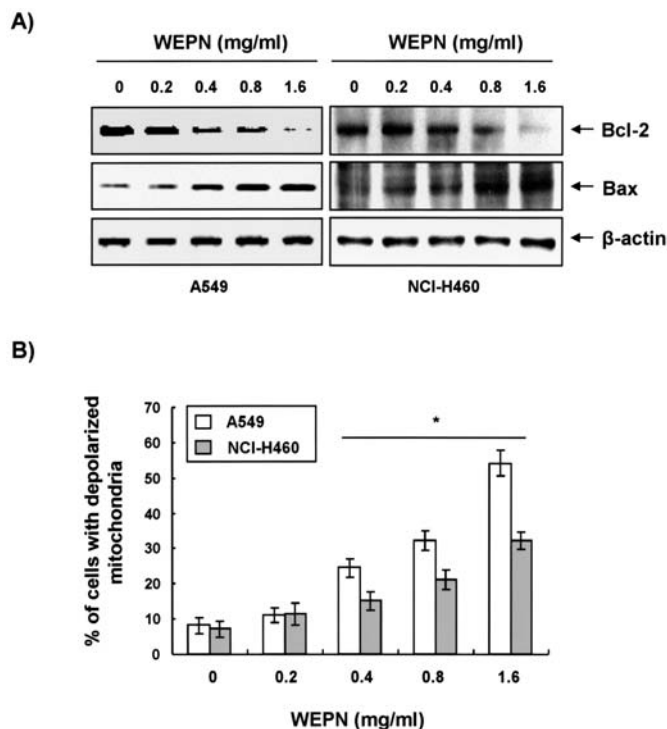 A)
WEPN (mg/ml) WEPN (mg/ml)
0 0.2 0.4 0.8 1.6 0 0.2 0.4 0.8 1.6
Bcl-2
Bax
β-actin
A549 NCI-H460
B)
70
60
50
40
30
20
10
0
% of cells with depolarized
mitochondria
A549
NCI-H460
*
0 0.2 0.4 0.8 1.6
WEPN (mg/ml)